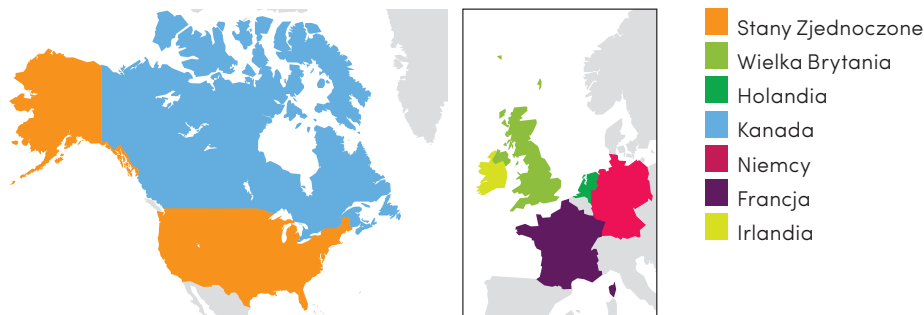 Stany Zjednoczone
Wielka Brytania
Holandia
Kanada
Niemcy
Francja
Irlandia